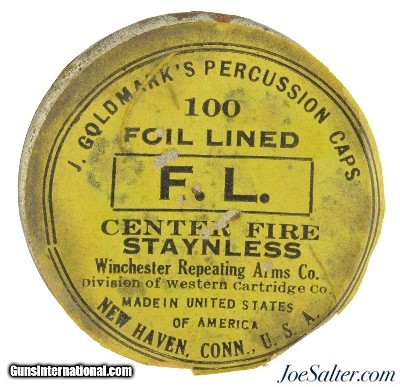 J. GOLDMARK'S PERCUSSION CAPS
100
FOIL LINED
F. L.
CENTER FIRE
STAYNLESS
Winchester Repeating Arms Co.
Division of Western Cartridge Co.
MADE IN UNITED STATES
OF AMERICA
NEW HAVEN, CONN., U. S. A.
GunsInternational.com
JoeSalter.com